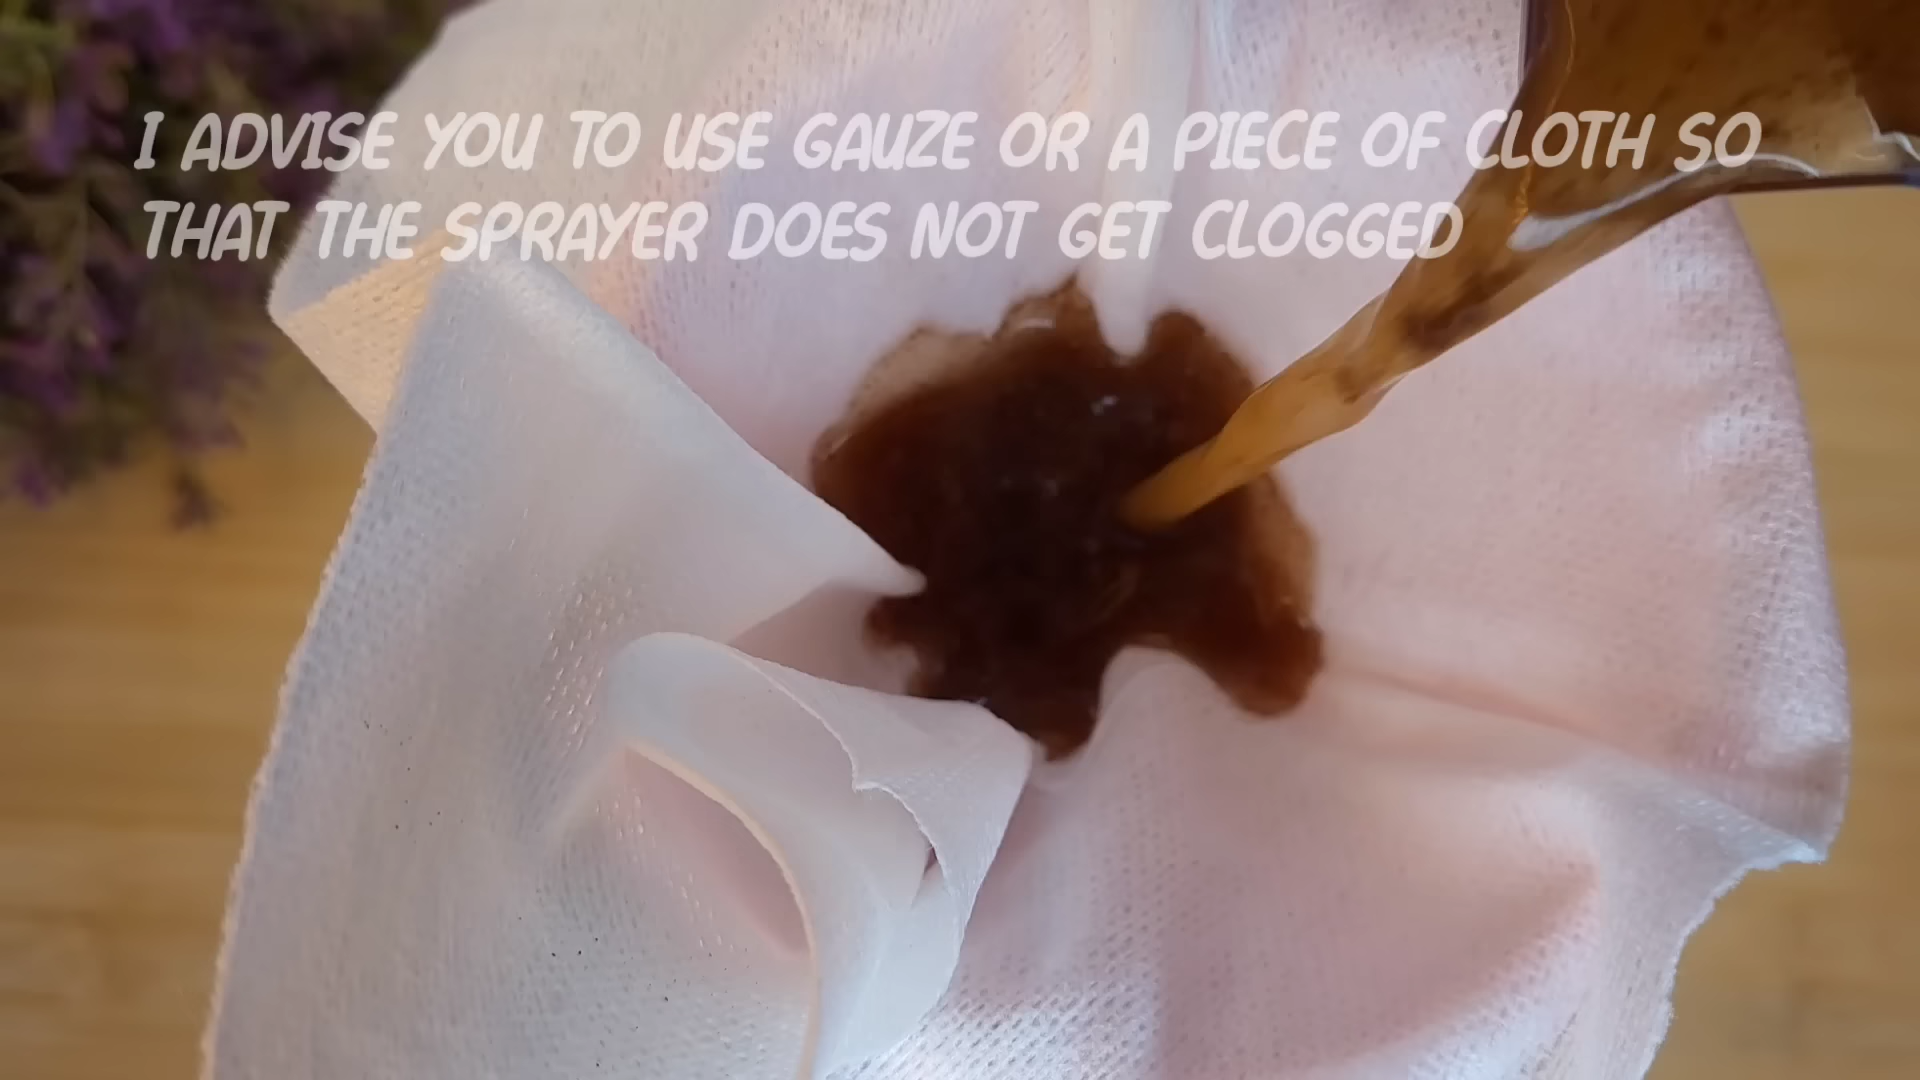 I ADVISE YOU TO USE GAUZE OR A PIECE OF CLOTH SO
THAT THE SPRAYER DOES NOT GET CLOGGED